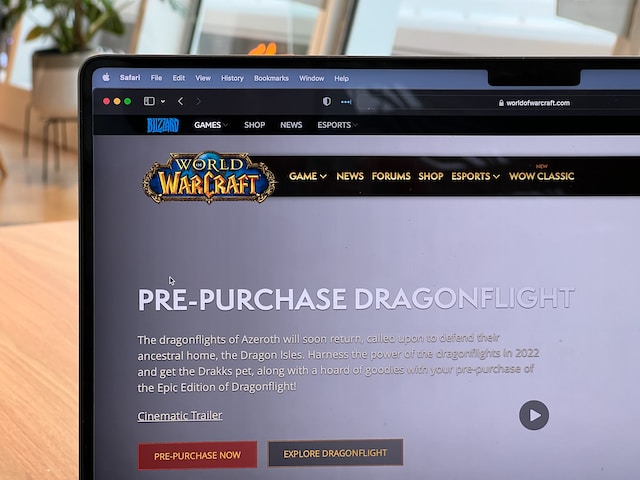 Safari File Edit View History Bookmarks Window Help
worldofwarcraft.com
BLIZZARD GAMES SHOP NEWS ESPORTS
WORLD OF WARCRAFT
NEW
GAME NEWS FORUMS SHOP ESPORTS WOW CLASSIC
PRE-PURCHASE DRAGONFLIGHT
The dragonflights of Azeroth will soon return, called upon to defend their
ancestral home, the Dragon Isles. Harness the power of the dragonflights in 2022
and get the Drakks pet, along with a hoard of goodies with your pre-purchase of
the Epic Edition of Dragonflight!
Cinematic Trailer
PRE-PURCHASE NOW EXPLORE DRAGONFLIGHT